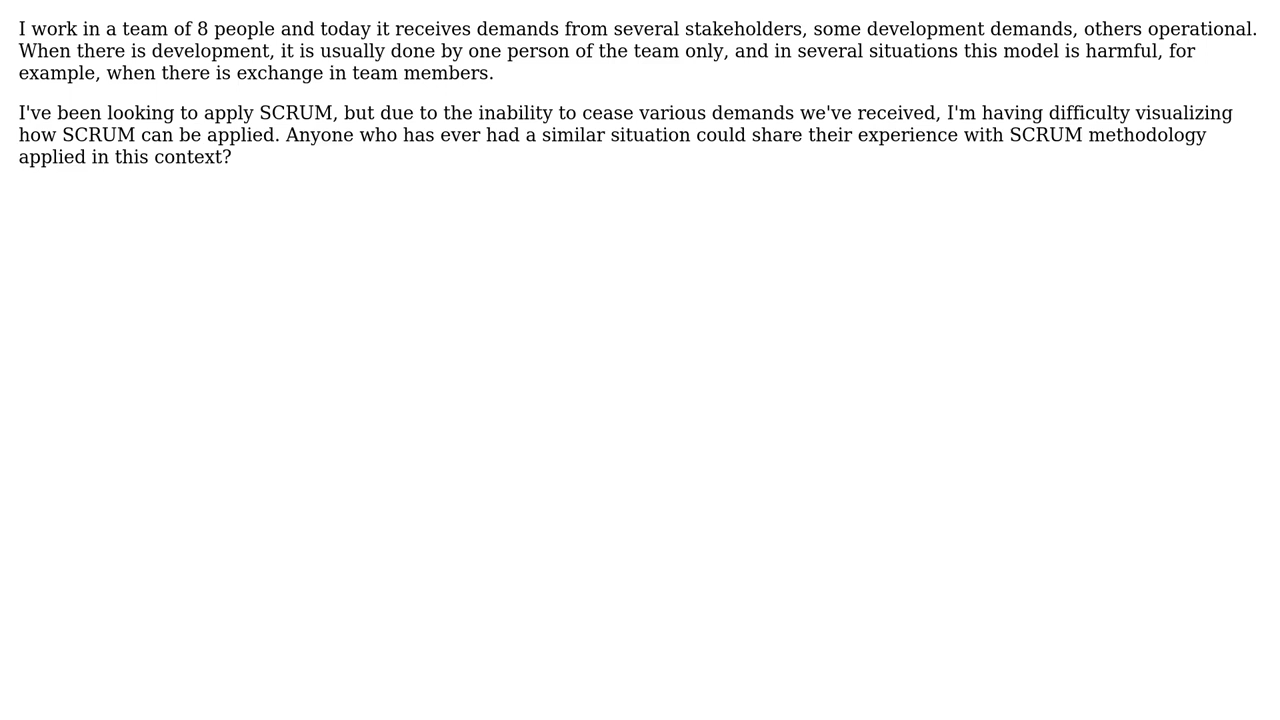 I work in a team of 8 people and today it receives demands from several stakeholders, some development demands, others operational.
When there is development, it is usually done by one person of the team only, and in several situations this model is harmful, for
example, when there is exchange in team members.
I've been looking to apply SCRUM, but due to the inability to cease various demands we've received, I'm having difficulty visualizing
how SCRUM can be applied. Anyone who has ever had a similar situation could share their experience with SCRUM methodology
applied in this context?